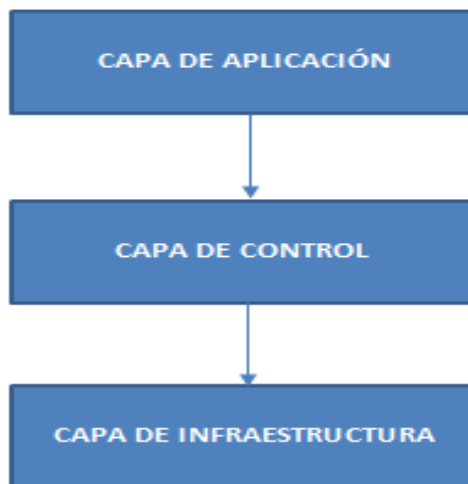 CAPA DE APLICACIÓN
CAPA DE CONTROL
CAPA DE INFRAESTRUCTURA